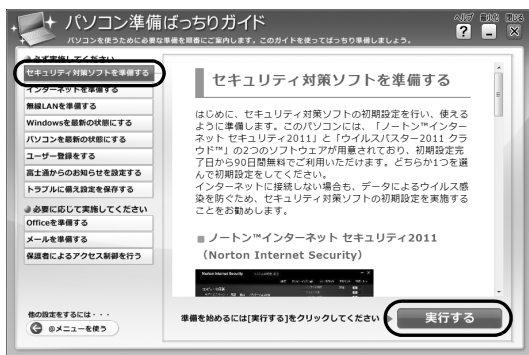 パソコン準備ばっちりガイド
パソコンを使うために必要な準備を順番にご案内します。このガイドを使ってばっちり準備しましょう。
ヘルプ 最小化 閉じる
必ず実施してください
セキュリティ対策ソフトを準備する
インターネットを準備する
無線LANを準備する
Windowsを最新の状態にする
パソコンを最新の状態にする
ユーザー登録をする
富士通からのお知らせを設定する
トラブルに備え設定を保存する
必要に応じて実施してください
Officeを準備する
メールを準備する
保護者によるアクセス制御を行う
他の設定をするには・・・
@メニューを使う
セキュリティ対策ソフトを準備する
はじめに、セキュリティ対策ソフトの初期設定を行い、使える
ように準備します。このパソコンには、「ノートン™インター
ネット セキュリティ2011」と「ウイルスバスター2011 クラ
ウド™」の2つのソフトウェアが用意されており、初期設定完
了日から90日間無料でご利用いただけます。どちらか1つを選
んで初期設定をしてください。
インターネットに接続しない場合も、データによるウイルス感
染を防ぐため、セキュリティ対策ソフトの初期設定を実施する
ことをお勧めします。
■ ノートン™インターネット セキュリティ2011
（Norton Internet Security）
Norton Internet Security
準備を始めるには[実行する]をクリックしてください
実行する